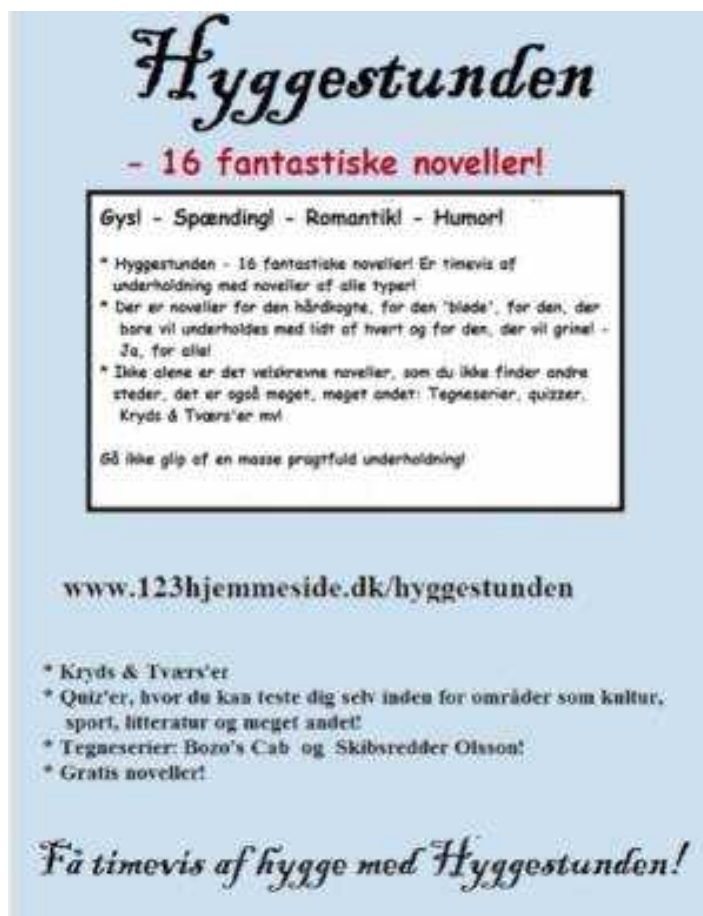 Hyggestunden
- 16 fantastiske noveller!
Gys! - Spænding! - Romantik! - Humor!
* Hyggestunden - 16 fantastiske noveller! Er timevis af
underholdning med noveller af alle typer!
* Der er noveller for den hårdkogte, for den "bløde", for den, der
bare vil underholdes med lidt af hvert og for den, der vil grine! -
Ja, for alle!
* Ikke alene er det velskrevne noveller, som du ikke finder andre
steder, det er også meget, meget andet: Tegneserier, quizzer,
Kryds & Tværs'er mv!
Gå ikke glip af en masse pragtfuld underholdning!
www.123hjemmeside.dk/hyggestunden
* Kryds & Tværs'er
* Quiz'er, hvor du kan teste dig selv inden for områder som kultur,
sport, litteratur og meget andet!
* Tegneserier: Bozo's Cab og Skibsredder Olsson!
* Gratis noveller!
Få timevis af hygge med Hyggestunden!